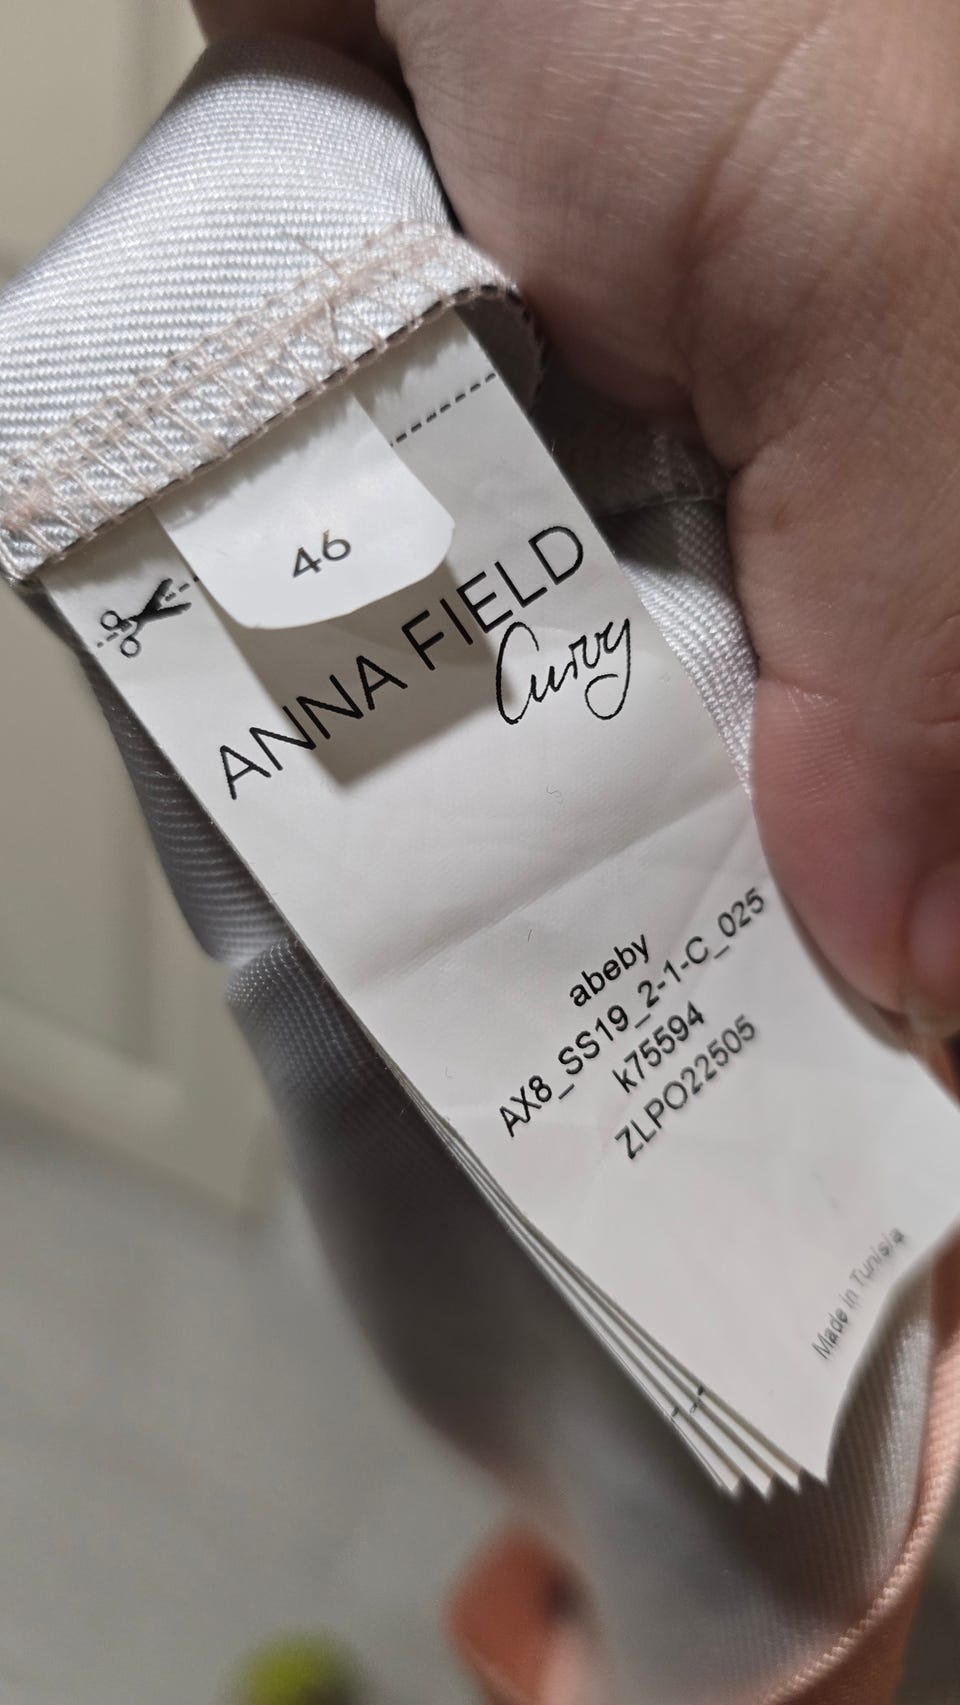 46
ANNA FIELD
Curvy
abeby
AX8_SS19_2-1-C_025
k75594
ZLPO22505
Made in Tunisia